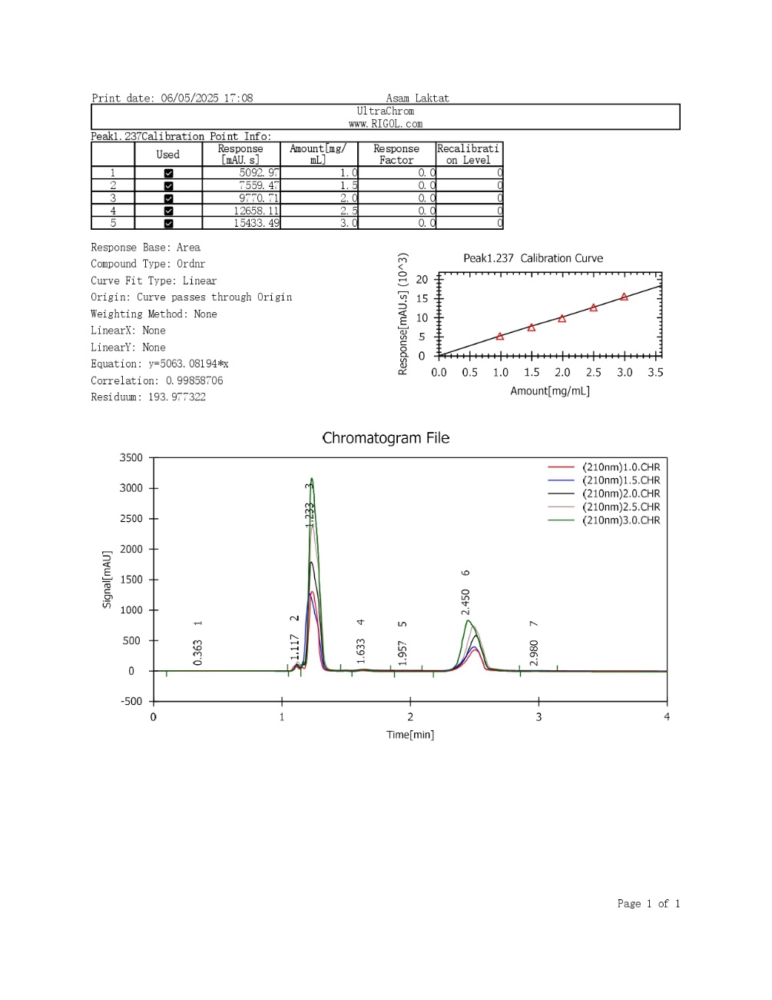 Print date: 06/05/2025 17:08 Asam Laktat
UltraChrom
www.RIGOL.com
Peak1.237Calibration Point Info:
Used Response [mAU.s] Amount[mg/mL] Response Factor Recalibration Level
1 5092.97 1.0 0.0 0
2 7559.47 1.5 0.0 0
3 9770.71 2.0 0.0 0
4 12658.11 2.5 0.0 0
5 15433.49 3.0 0.0 0
Response Base: Area
Compound Type: Ordnr
Curve Fit Type: Linear
Origin: Curve passes through Origin
Weighting Method: None
LinearX: None
LinearY: None
Equation: y=5063.08194*x
Correlation: 0.99858706
Residuum: 193.977322
Peak1.237 Calibration Curve
Response[mAU.s] (10^3)
20
15
10
5
0
0.0 0.5 1.0 1.5 2.0 2.5 3.0 3.5
Amount[mg/mL]
Chromatogram File
Signal[mAU]
3500
3000
2500
2000
1500
1000
500
0
-500
(210nm)1.0.CHR
(210nm)1.5.CHR
(210nm)2.0.CHR
(210nm)2.5.CHR
(210nm)3.0.CHR
0.363 1
1.117 2
1.233 3
1.633 4
1.957 5
2.450 6
2.980 7
0 1 2 3 4
Time[min]
Page 1 of 1